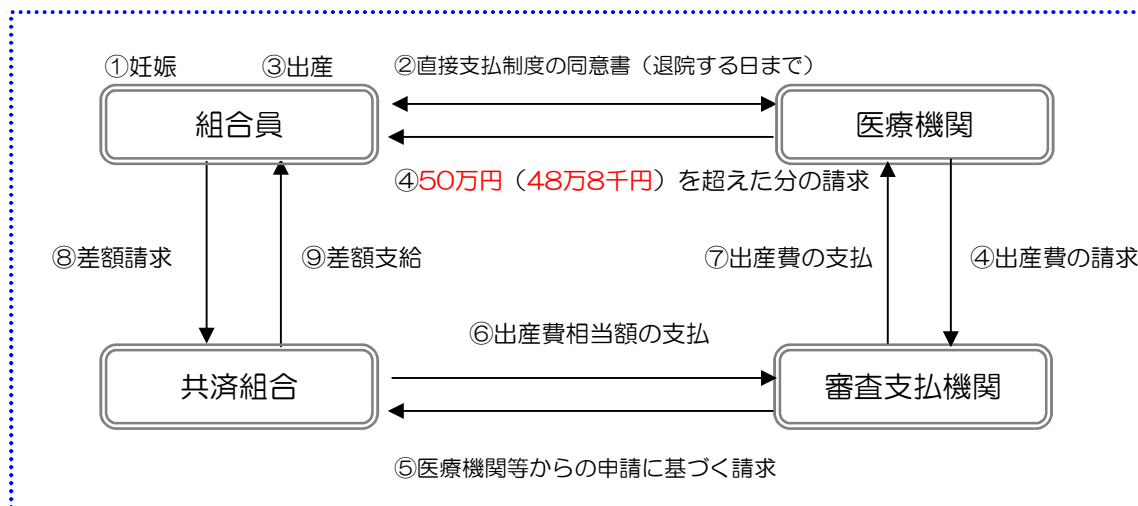 ①妊娠　③出産　②直接支払制度の同意書（退院する日まで）
組合員　医療機関
④50万円（48万8千円）を超えた分の請求
⑧差額請求　⑨差額支給　⑦出産費の支払　④出産費の請求
⑥出産費相当額の支払
共済組合　審査支払機関
⑤医療機関等からの申請に基づく請求